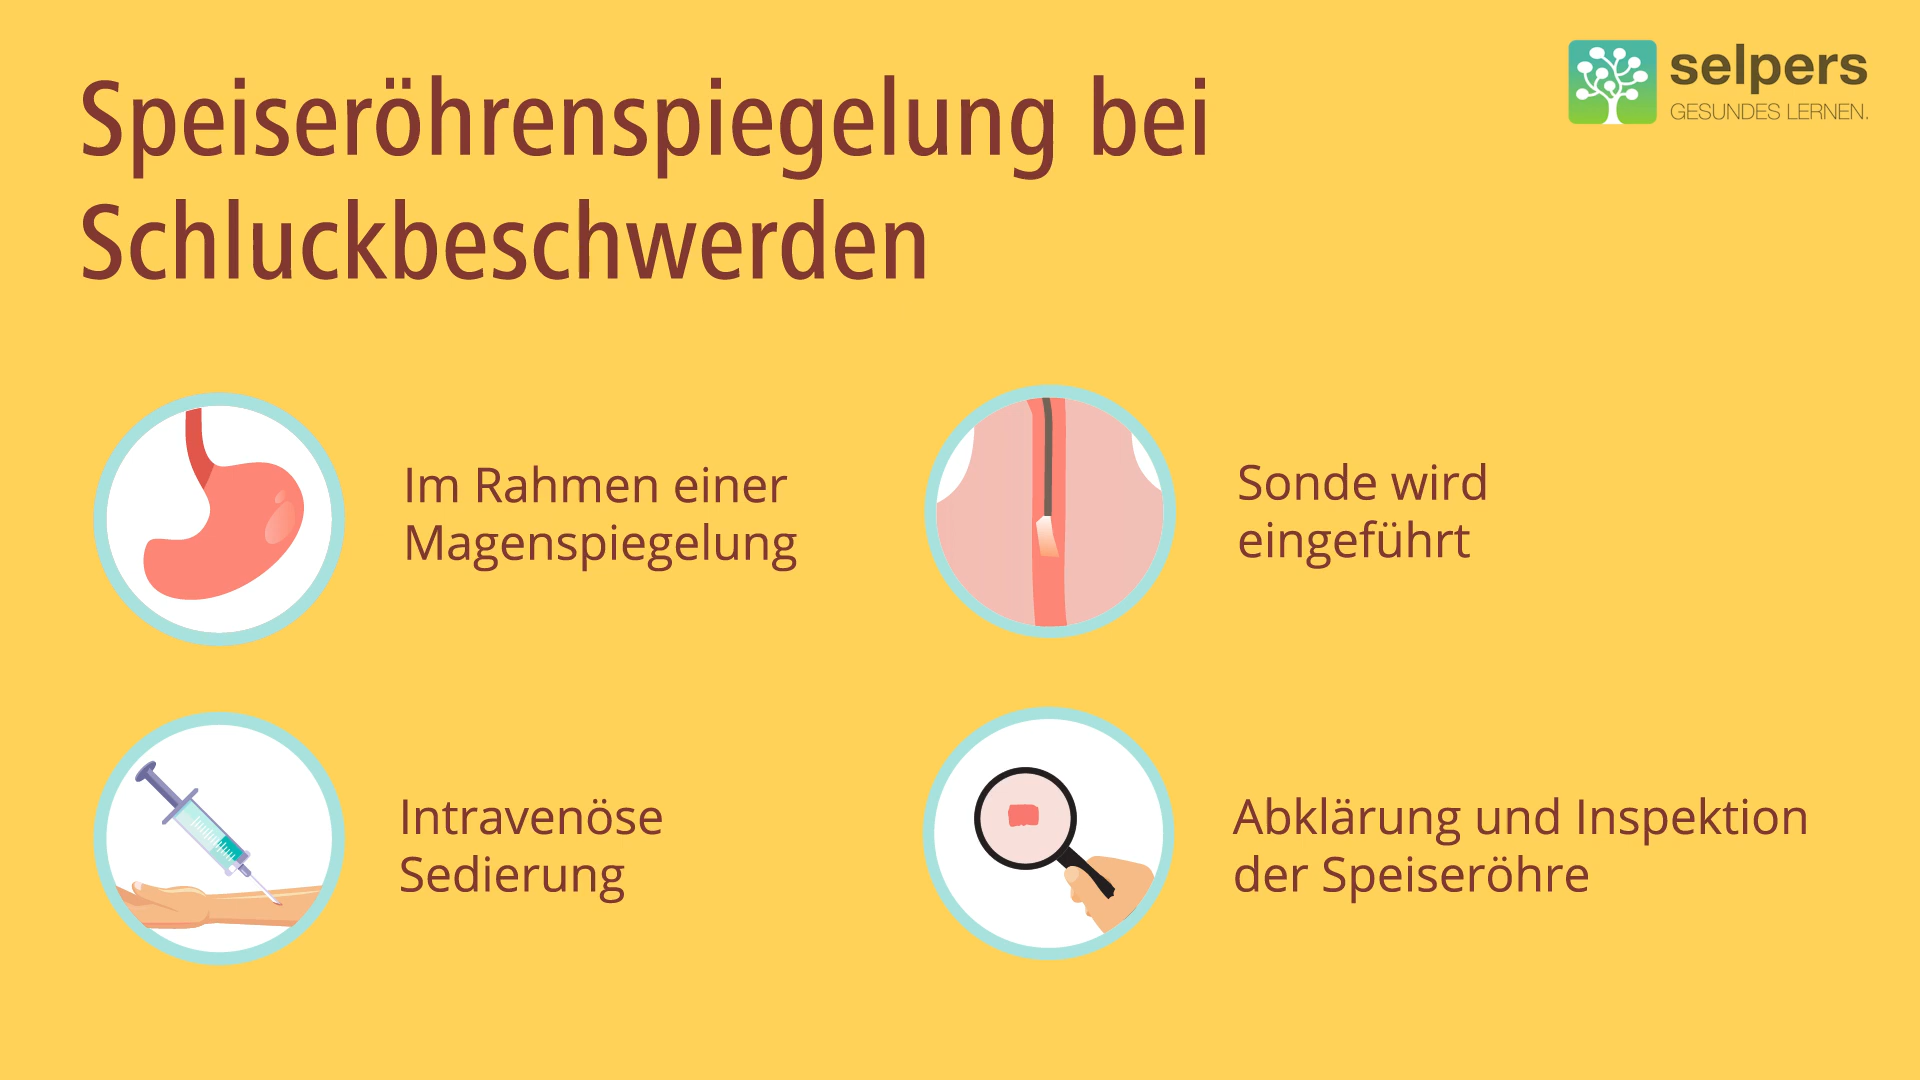 Speiseröhrenspiegelung bei
Schluckbeschwerden
selpers
GESUNDES LERNEN.
Im Rahmen einer
Magenspiegelung
Sonde wird
eingeführt
Intravenöse
Sedierung
Abklärung und Inspektion
der Speiseröhre